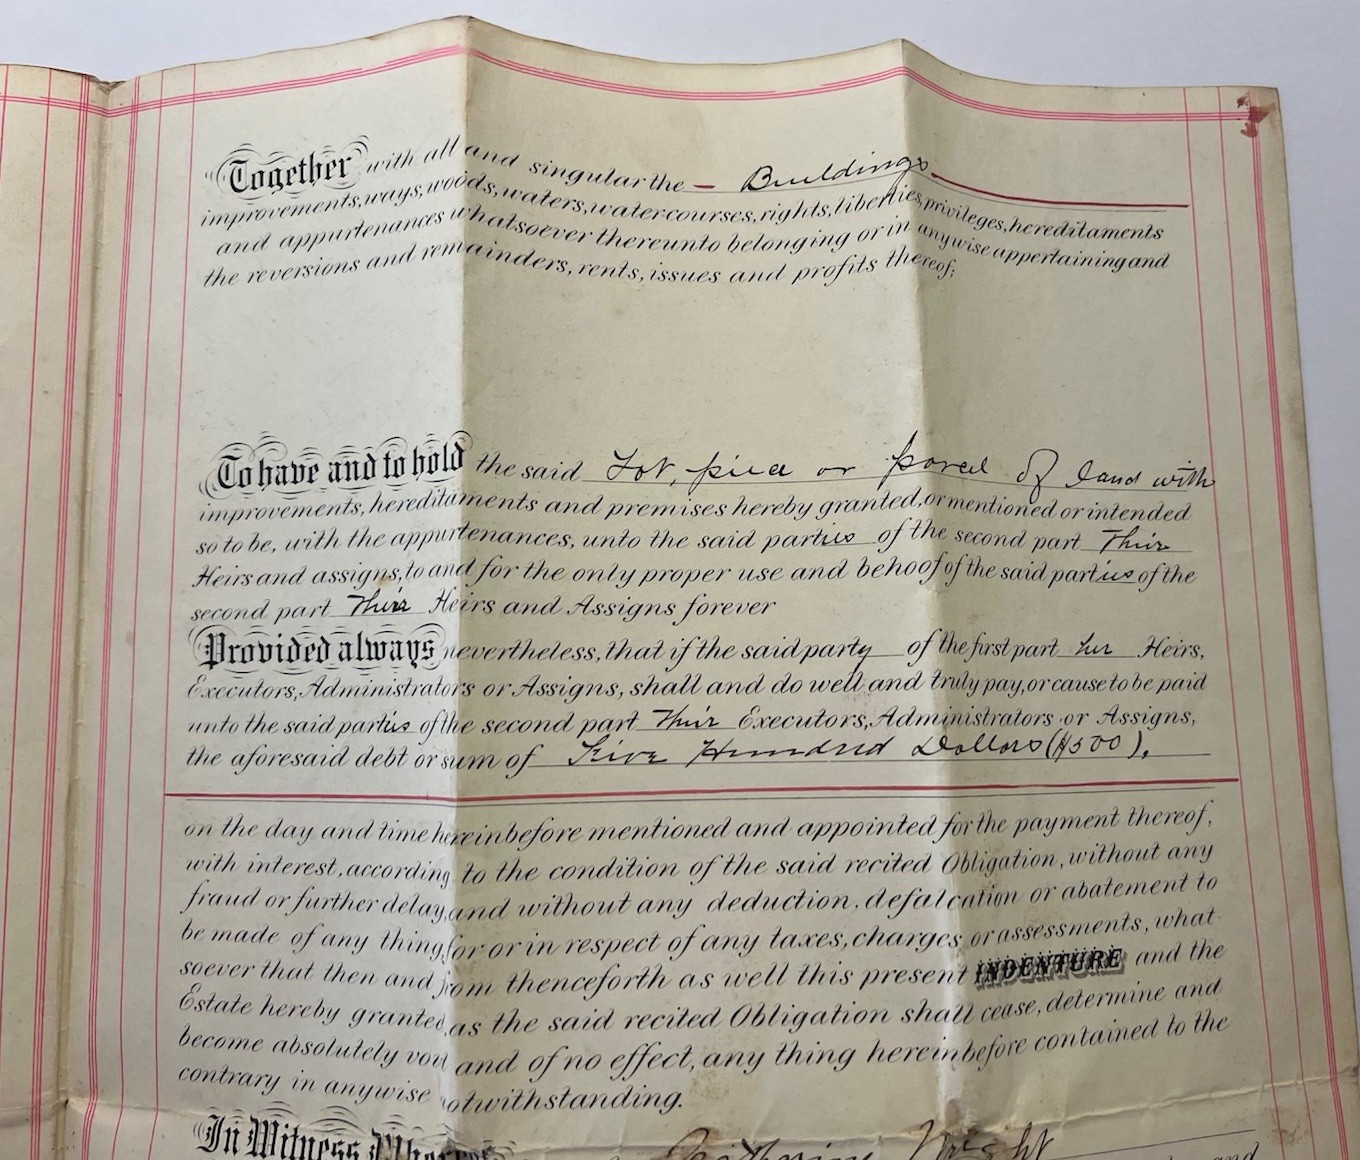 Together with all and singular the — Buildings
improvements, ways, woods, waters, watercourses, rights, liberties, privileges, hereditaments
and appurtenances whatsoever thereunto belonging or in anywise appertaining and
the reversions and remainders, rents, issues and profits thereof;
To have and to hold the said Lot, piece or parcel of land with
improvements, hereditaments and premises hereby granted, or mentioned or intended
so to be, with the appurtenances, unto the said parties of the second part Their
Heirs and assigns, to and for the only proper use and behoof of the said parties of the
second part Their Heirs and Assigns forever
Provided always nevertheless, that if the said party of the first part her Heirs,
Executors, Administrators or Assigns, shall and do well and truly pay, or cause to be paid
unto the said parties of the second part Their Executors, Administrators or Assigns,
the aforesaid debt or sum of Five Hundred Dollars ($500).
on the day and time hereinbefore mentioned and appointed for the payment thereof,
with interest, according to the condition of the said recited Obligation, without any
fraud or further delay, and without any deduction, defalcation or abatement to
be made of any thing for or in respect of any taxes, charges or assessments, what
soever that then and from thenceforth as well this present INDENTURE and the
Estate hereby granted, as the said recited Obligation shall cease, determine and
become absolutely void and of no effect, any thing hereinbefore contained to the
contrary in anywise notwithstanding.
In Witness Whereof Catherine Wright
and